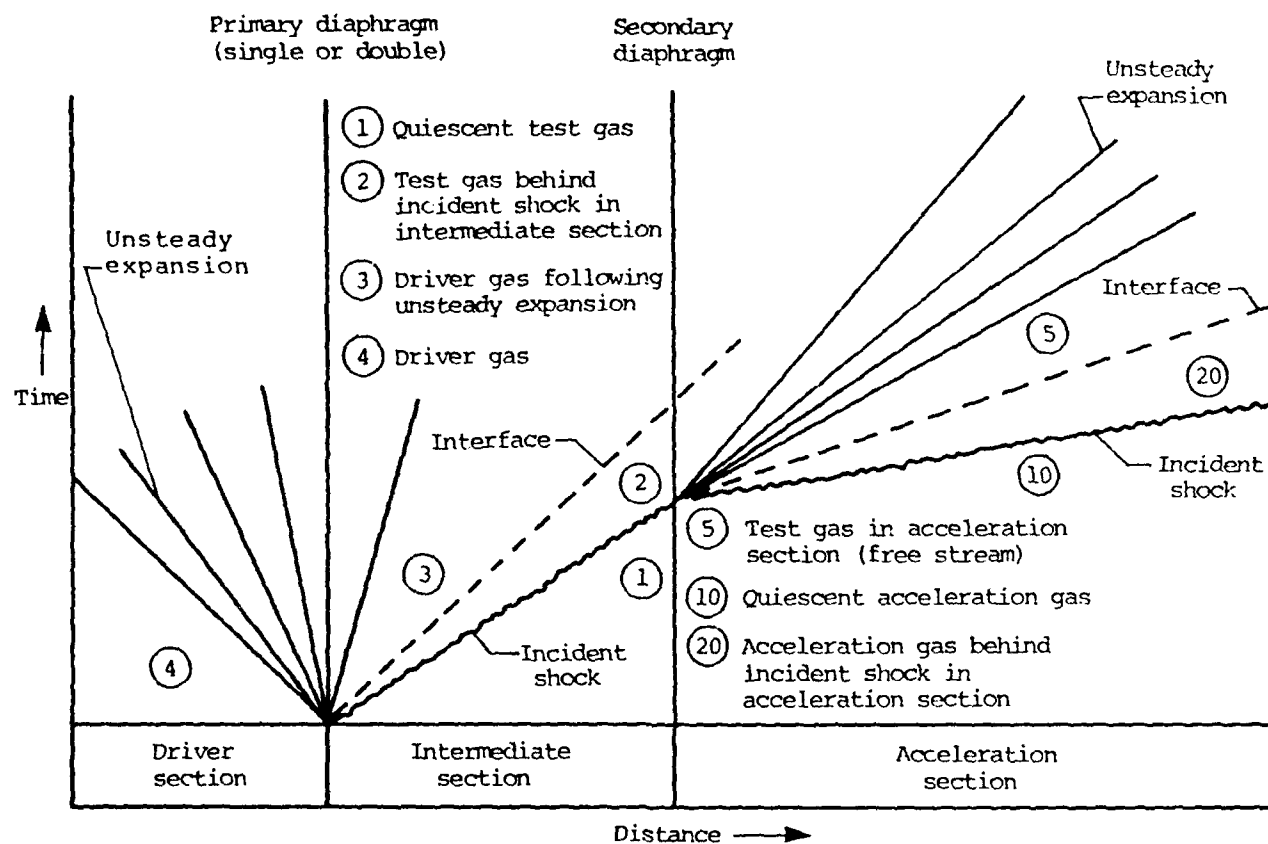 Primary diaphragm
(single or double)
Secondary
diaphragm
Unsteady
expansion
1 Quiescent test gas
2 Test gas behind
incident shock in
intermediate section
3 Driver gas following
unsteady expansion
4 Driver gas
Unsteady
expansion
Time
Interface
Interface
5
20
10
Incident
shock
2
1
3
4
Incident
shock
5 Test gas in acceleration
section (free stream)
10 Quiescent acceleration gas
20 Acceleration gas behind
incident shock in
acceleration section
Driver
section
Intermediate
section
Acceleration
section
Distance